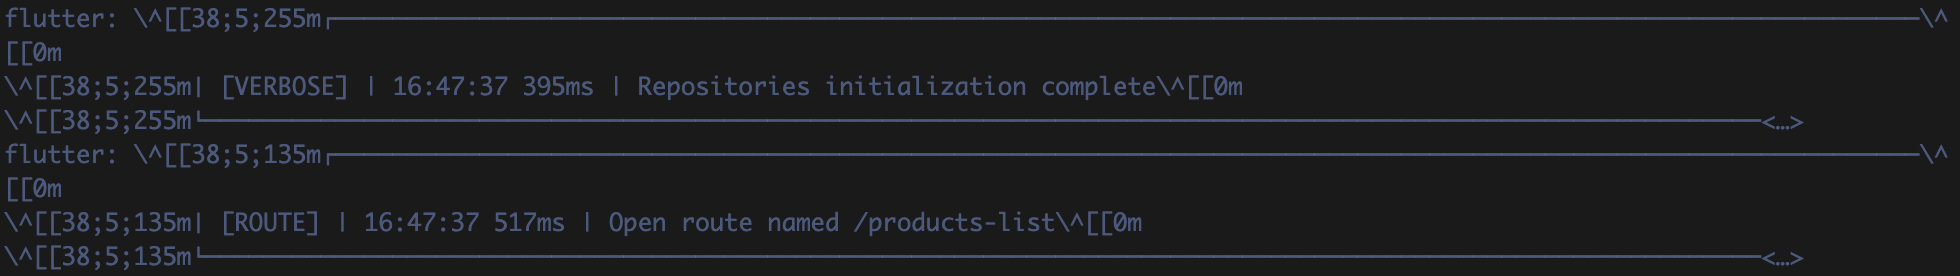 flutter: \^[[38;5;255m┌──────────────────────────────────────────────────────────────────────────────────────────────────────────────\^
[[0m
\^[[38;5;255m| [VERBOSE] | 16:47:37 395ms | Repositories initialization complete\^[[0m
\^[[38;5;255m└────────────────────────────────────────────────────────────────────────────────────────────────────────────<…>
flutter: \^[[38;5;135m┌──────────────────────────────────────────────────────────────────────────────────────────────────────────────\^
[[0m
\^[[38;5;135m| [ROUTE] | 16:47:37 517ms | Open route named /products-list\^[[0m
\^[[38;5;135m└────────────────────────────────────────────────────────────────────────────────────────────────────────────<…>